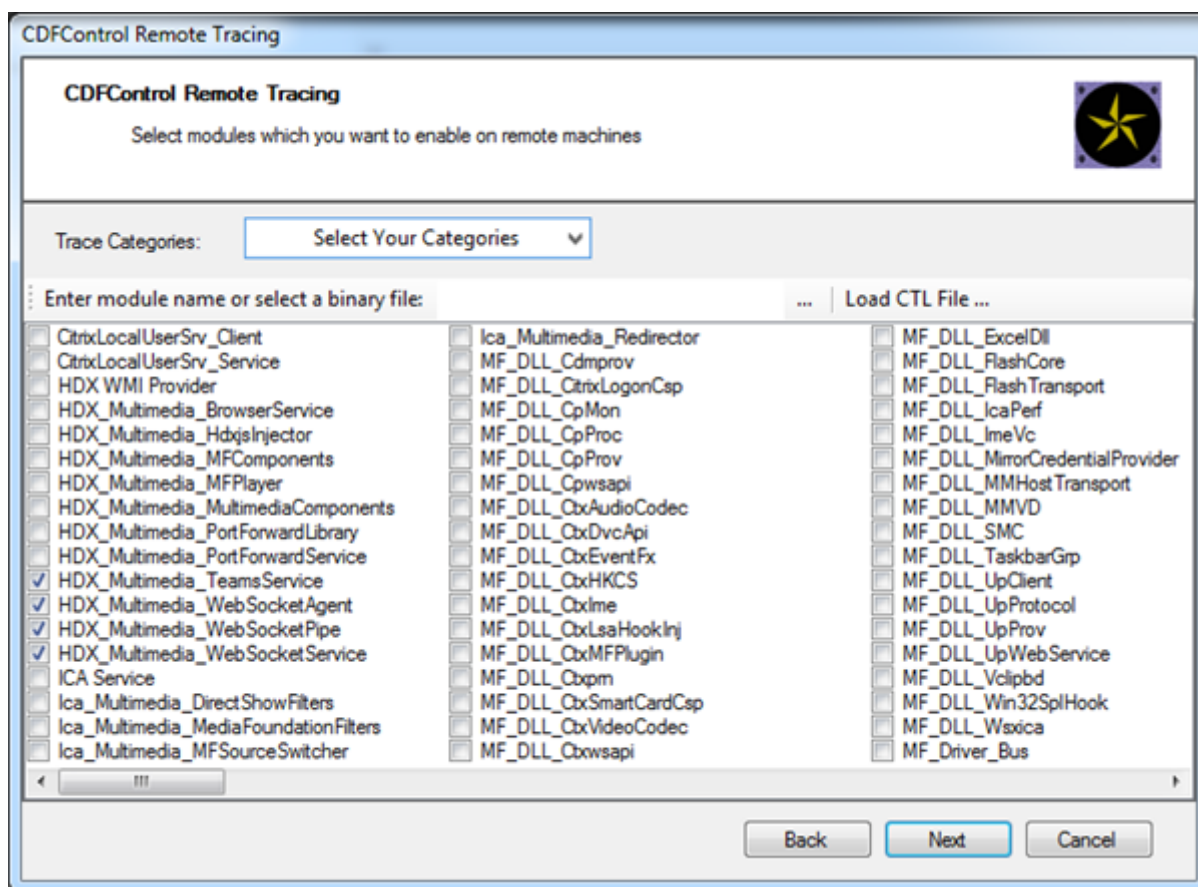 CDFControl Remote Tracing
CDFControl Remote Tracing
Select modules which you want to enable on remote machines
Trace Categories:
Select Your Categories
Enter module name or select a binary file:
...
Load CTL File ...
CitrixLocalUserSrv_Client
CitrixLocalUserSrv_Service
HDX WMI Provider
HDX_Multimedia_BrowserService
HDX_Multimedia_HdxjsInjector
HDX_Multimedia_MFComponents
HDX_Multimedia_MFPlayer
HDX_Multimedia_MultimediaComponents
HDX_Multimedia_PortForwardLibrary
HDX_Multimedia_PortForwardService
HDX_Multimedia_TeamsService
HDX_Multimedia_WebSocketAgent
HDX_Multimedia_WebSocketPipe
HDX_Multimedia_WebSocketService
ICA Service
Ica_Multimedia_DirectShowFilters
Ica_Multimedia_MediaFoundationFilters
Ica_Multimedia_MFSourceSwitcher
Ica_Multimedia_Redirector
MF_DLL_Cdmprov
MF_DLL_CitrixLogonCsp
MF_DLL_CpMon
MF_DLL_CpProc
MF_DLL_CpProv
MF_DLL_Cpwsapi
MF_DLL_CtxAudioCodec
MF_DLL_CtxDvcApi
MF_DLL_CtxEventFx
MF_DLL_CtxHKCS
MF_DLL_CtxIme
MF_DLL_CtxLsaHookInj
MF_DLL_CtxMFPlugin
MF_DLL_Ctxpm
MF_DLL_CtxSmartCardCsp
MF_DLL_CtxVideoCodec
MF_DLL_Ctxwsapi
MF_DLL_ExcelDll
MF_DLL_FlashCore
MF_DLL_FlashTransport
MF_DLL_IcaPerf
MF_DLL_ImeVc
MF_DLL_MirrorCredentialProvider
MF_DLL_MMHostTransport
MF_DLL_MMVD
MF_DLL_SMC
MF_DLL_TaskbarGrp
MF_DLL_UpClient
MF_DLL_UpProtocol
MF_DLL_UpProv
MF_DLL_UpWebService
MF_DLL_Vclipbd
MF_DLL_Win32SplHook
MF_DLL_Wsxica
MF_Driver_Bus
Back
Next
Cancel